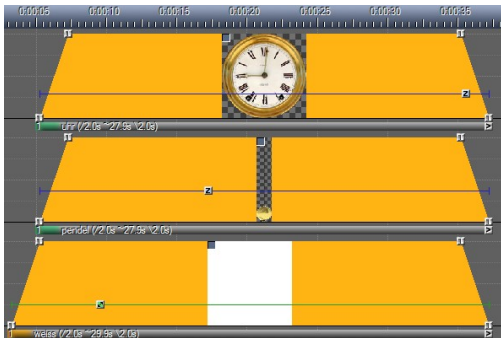 0:00:05 0:00:10 0:00:15 0:00:20 0:00:25 0:00:30 0:00:35
Z
Uhr (/2.0s ~27.9s \2.0s)
Z
pendel (/2.0s ~27.9s \2.0s)
weiss (/2.0s ~29.9s \2.0s)